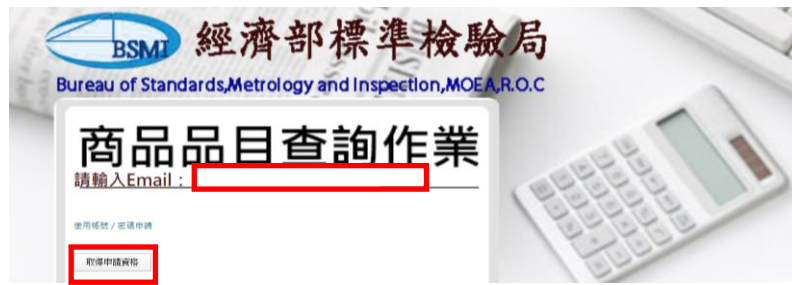 BSMI 經濟部標準檢驗局
Bureau of Standards,Metrology and Inspection,MOEA,R.O.C
商品品目查詢作業
請輸入Email：
使用帳號 / 密碼申請
取得申請資格